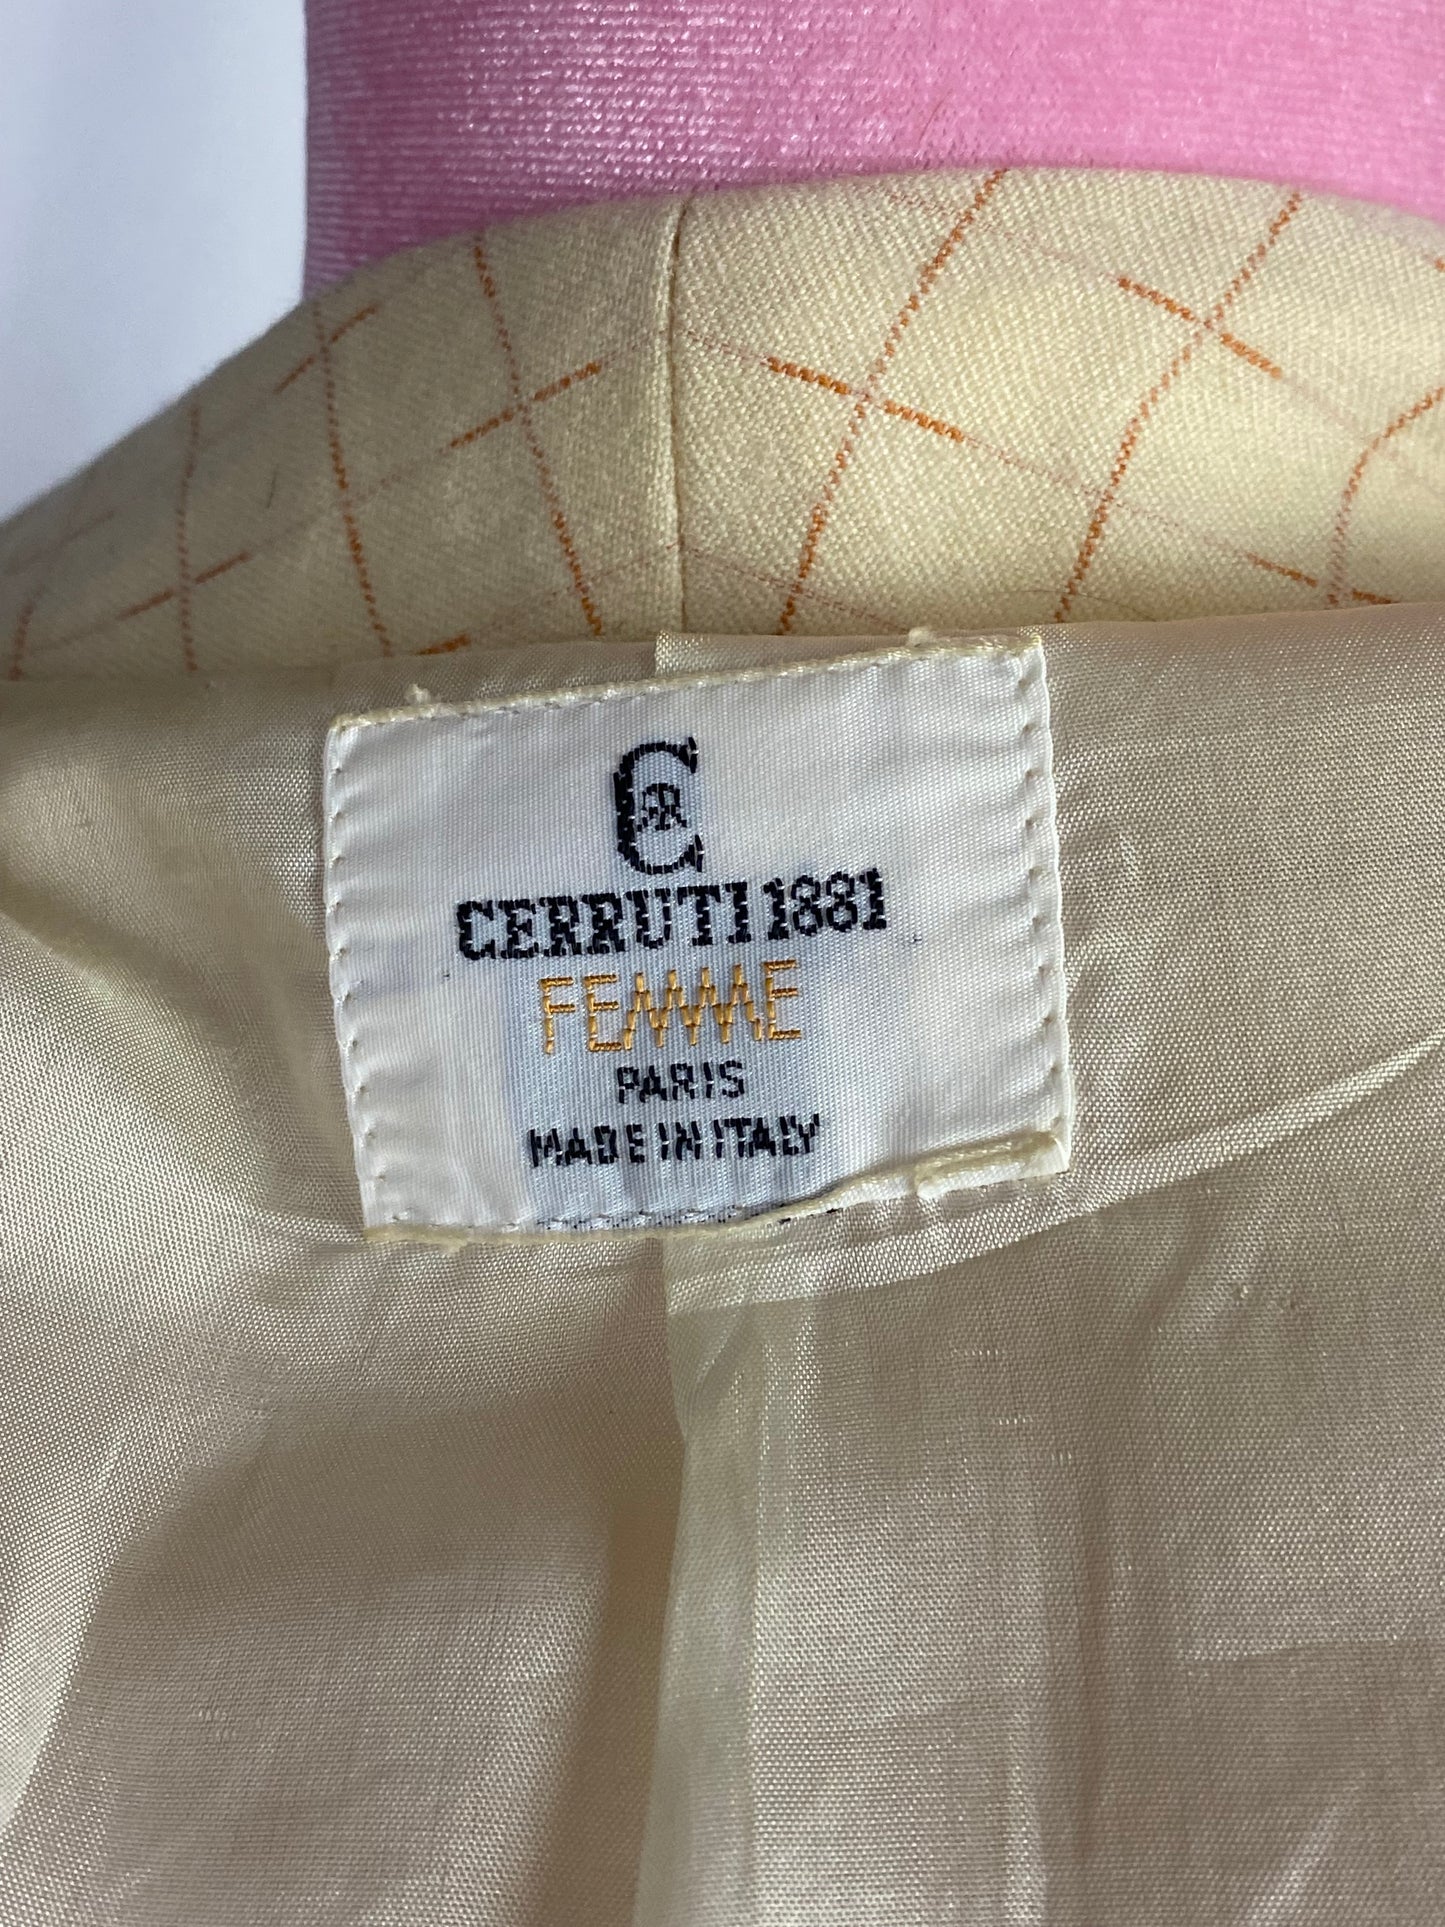 C
CERRUTI 1881
FEMME
PARIS
MADE IN ITALY